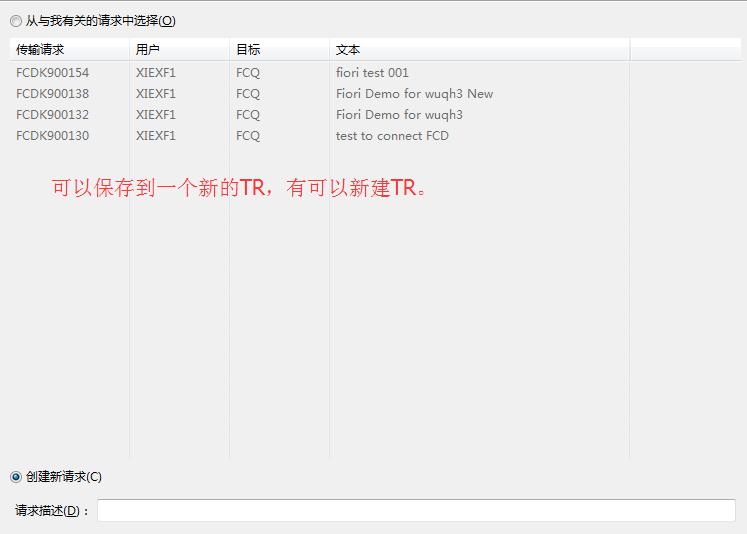 从与我有关的请求中选择(O)
传输请求 用户 目标 文本
FCDK900154 XIEXF1 FCQ fiori test 001
FCDK900138 XIEXF1 FCQ Fiori Demo for wuqh3 New
FCDK900132 XIEXF1 FCQ Fiori Demo for wuqh3
FCDK900130 XIEXF1 FCQ test to connect FCD
可以保存到一个新的TR，有可以新建TR。
创建新请求(C)
请求描述(D)：